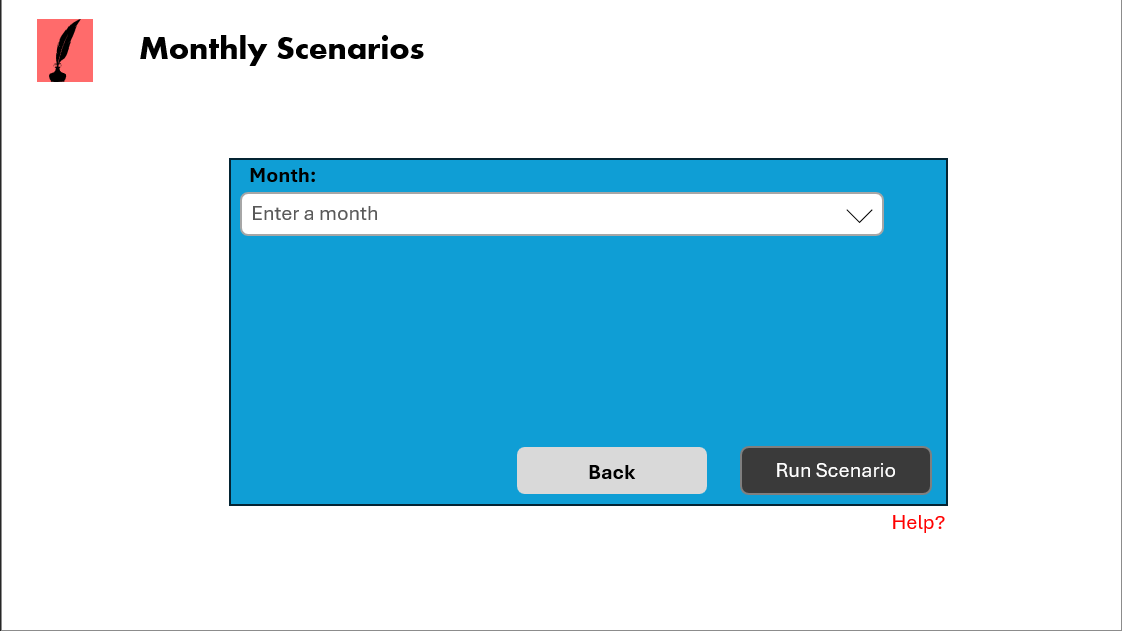 Monthly Scenarios
Month:
Enter a month
Back
Run Scenario
Help?